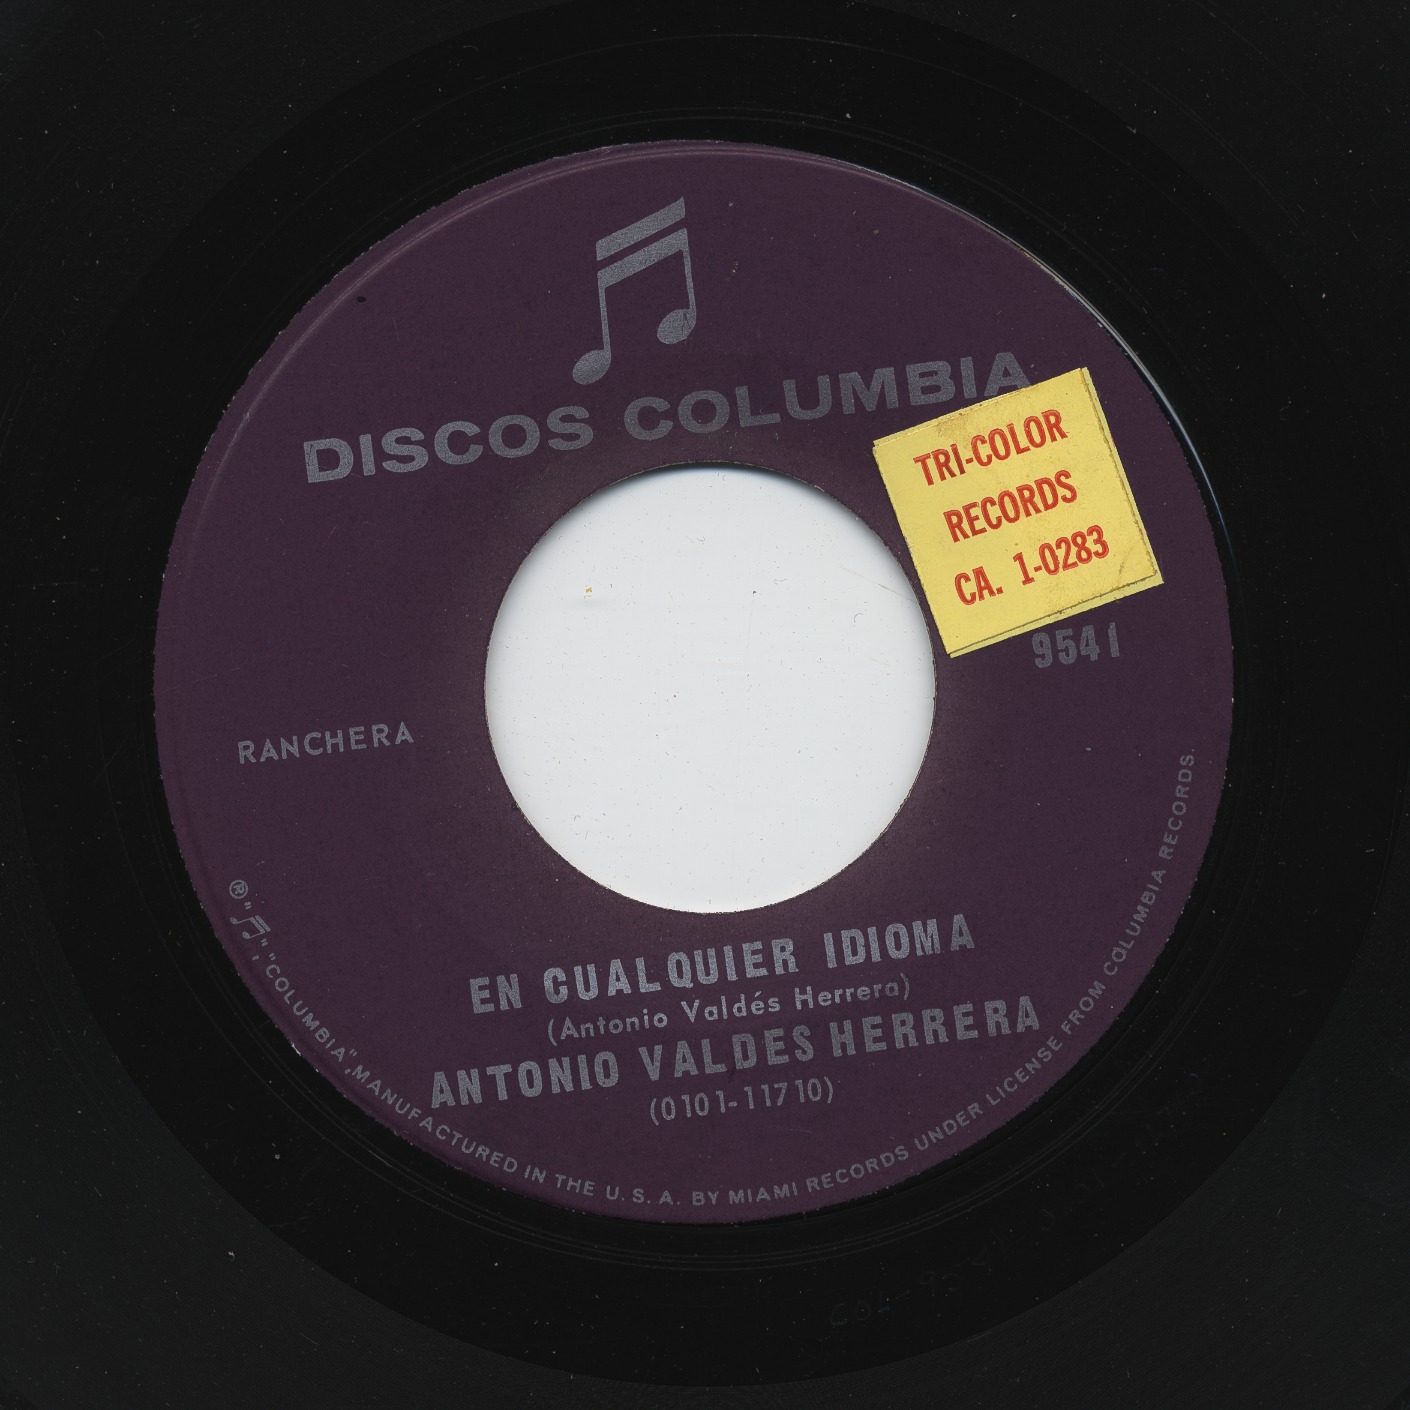 DISCOS COLUMBIA
TRI-COLOR
RECORDS
CA. 1-0283
9541
RANCHERA
EN CUALQUIER IDIOMA
(Antonio Valdés Herrera)
ANTONIO VALDES HERRERA
(0101-11710)
® "♫", "COLUMBIA", MANUFACTURED IN THE U.S.A. BY MIAMI RECORDS UNDER LICENSE FROM COLUMBIA RECORDS.